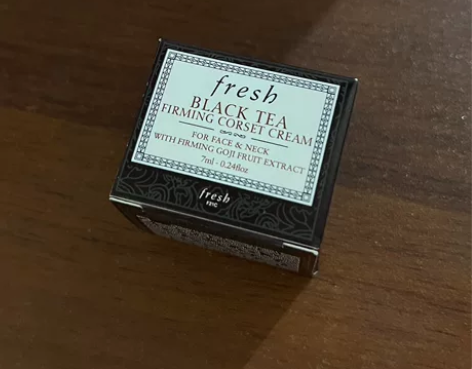 fresh
BLACK TEA
FIRMING CORSET CREAM
FOR FACE & NECK
WITH FIRMING GOJI FRUIT EXTRACT
7ml - 0.24floz
fresh